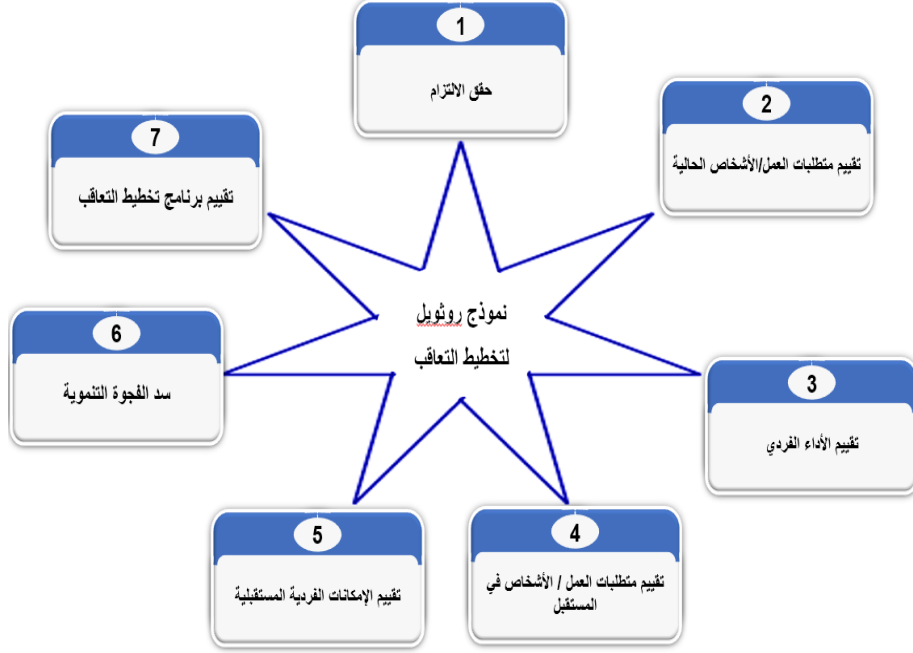 نموذج روثويل
لتخطيط التعاقب
1
حقق الالتزام
2
تقييم متطلبات العمل/الأشخاص الحالية
3
تقييم الأداء الفردي
4
تقييم متطلبات العمل / الأشخاص في
المستقبل
5
تقييم الإمكانات الفردية المستقبلية
6
سد الفجوة التنموية
7
تقييم برنامج تخطيط التعاقب